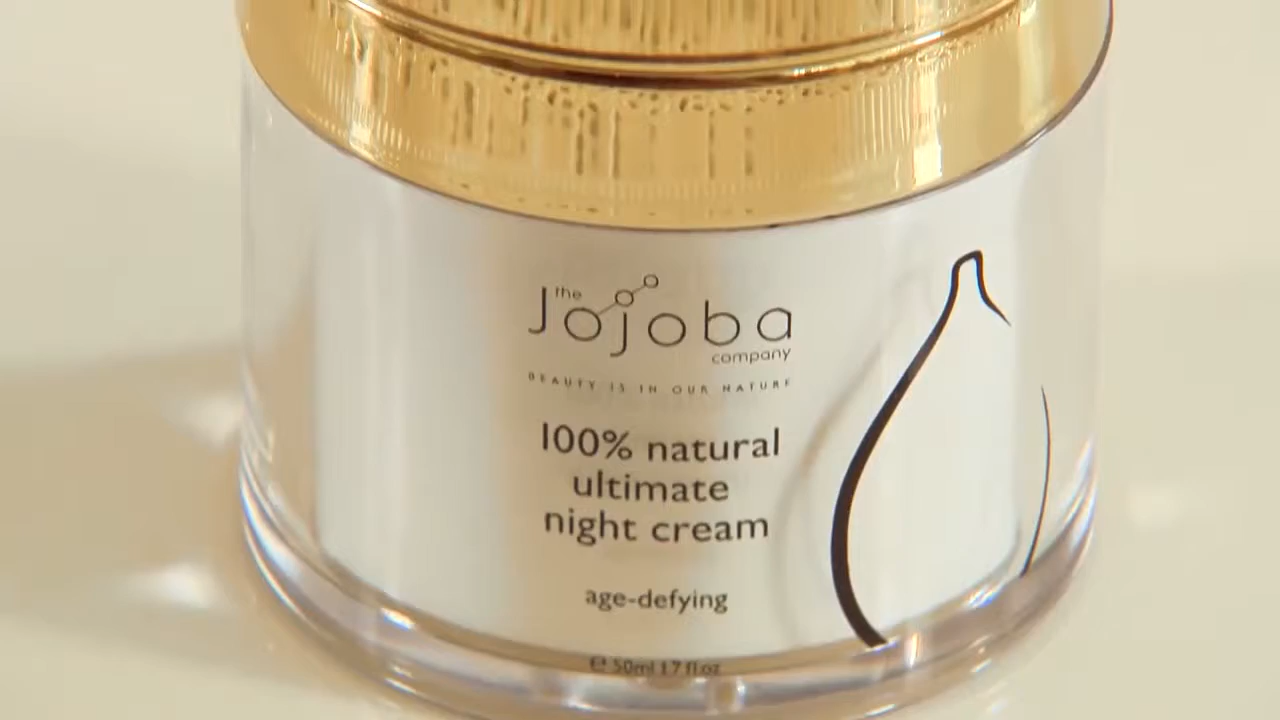 the
Jojoba
company
BEAUTY IS IN OUR NATURE
100% natural
ultimate
night cream
age-defying
℮ 50ml 1.7 fl oz